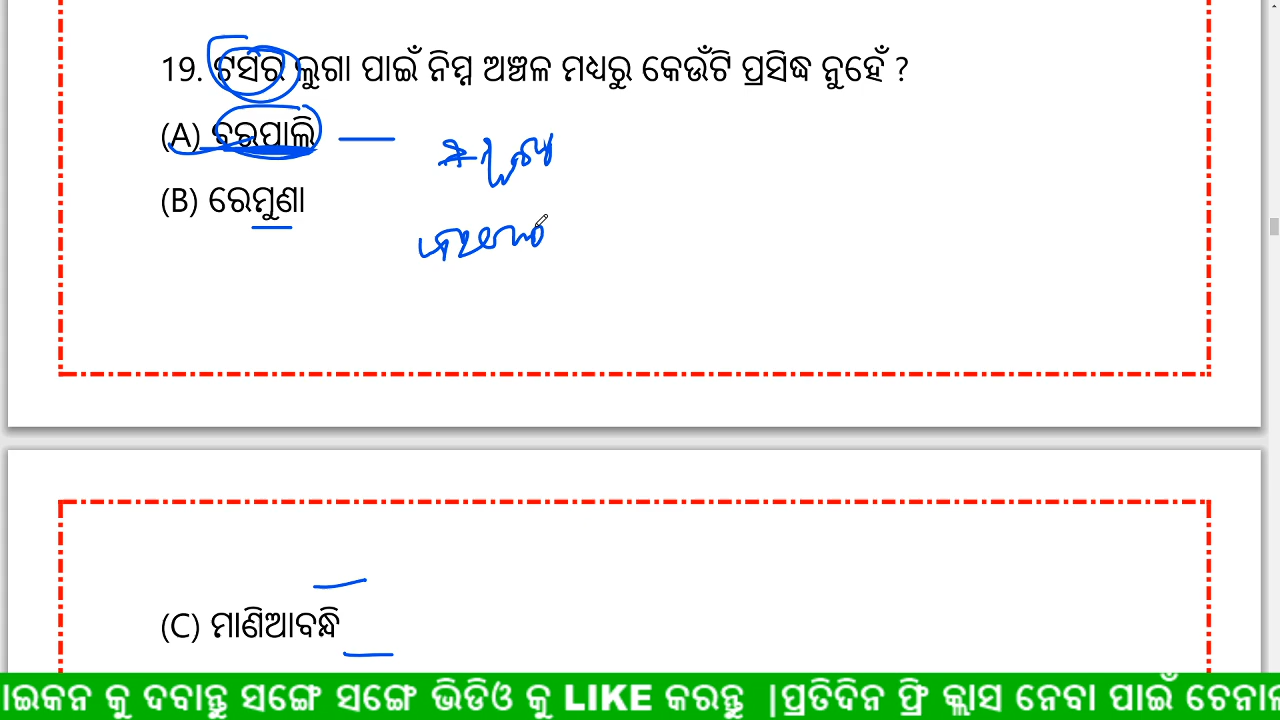 19. ଟସର ଲୁଗା ପାଇଁ ନିମ୍ନ ଅଞ୍ଚଳ ମଧ୍ୟରୁ କେଉଁଟି ପ୍ରସିଦ୍ଧ ନୁହେଁ ?
(A) ବରପାଲି
(B) ରେମୁଣା
(C) ମାଣିଆବନ୍ଧି
ାଇକନ କୁ ଦବାନ୍ତୁ ସଙ୍ଗେ ସଙ୍ଗେ ଭିଡିଓ କୁ LIKE କରନ୍ତୁ |ପ୍ରତିଦିନ ଫ୍ରି କ୍ଲାସ ନେବା ପାଇଁ ଚେନାଲ